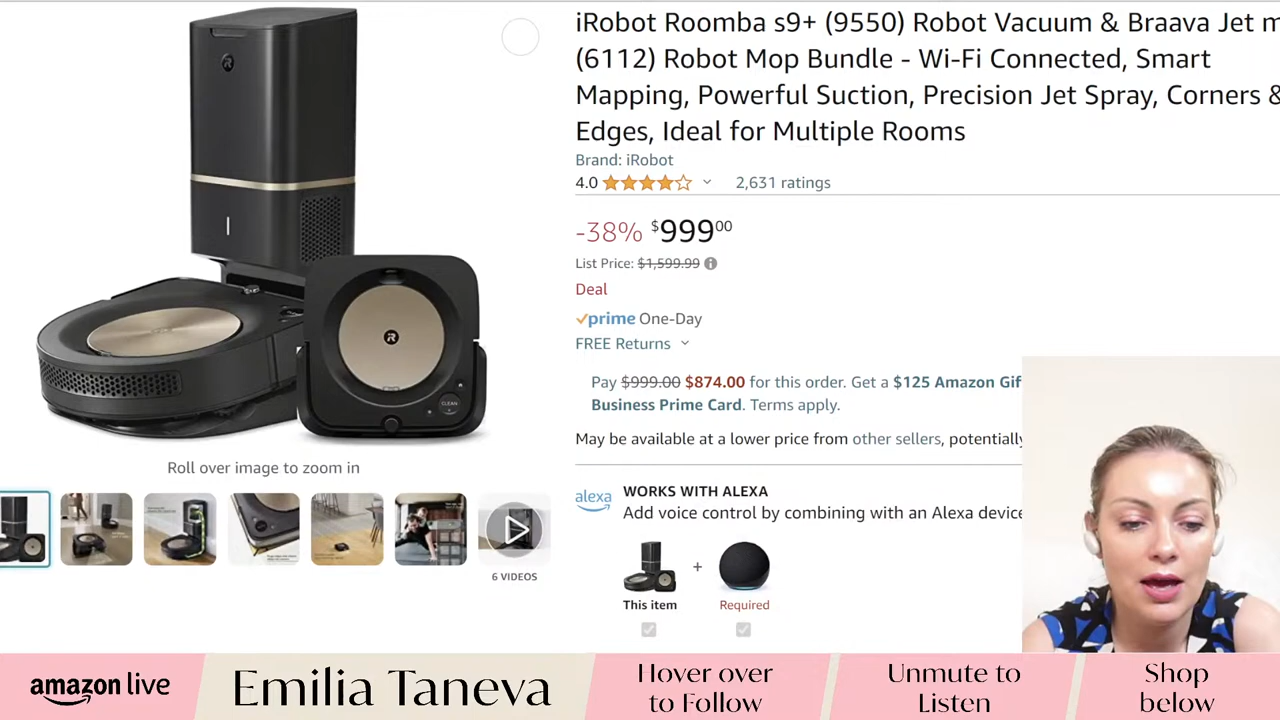 iRobot Roomba s9+ (9550) Robot Vacuum & Braava Jet m
(6112) Robot Mop Bundle - Wi-Fi Connected, Smart
Mapping, Powerful Suction, Precision Jet Spray, Corners &
Edges, Ideal for Multiple Rooms
Brand: iRobot
4.0 2,631 ratings
-38% $99900
List Price: $1,599.99
Deal
prime One-Day
FREE Returns
Pay $999.00 $874.00 for this order. Get a $125 Amazon Gif
Business Prime Card. Terms apply.
May be available at a lower price from other sellers, potentially
Roll over image to zoom in
6 VIDEOS
alexa
WORKS WITH ALEXA
Add voice control by combining with an Alexa device
+
This item
Required
CLEAN
amazon live
Emilia Taneva
Hover over
to Follow
Unmute to
Listen
Shop
below